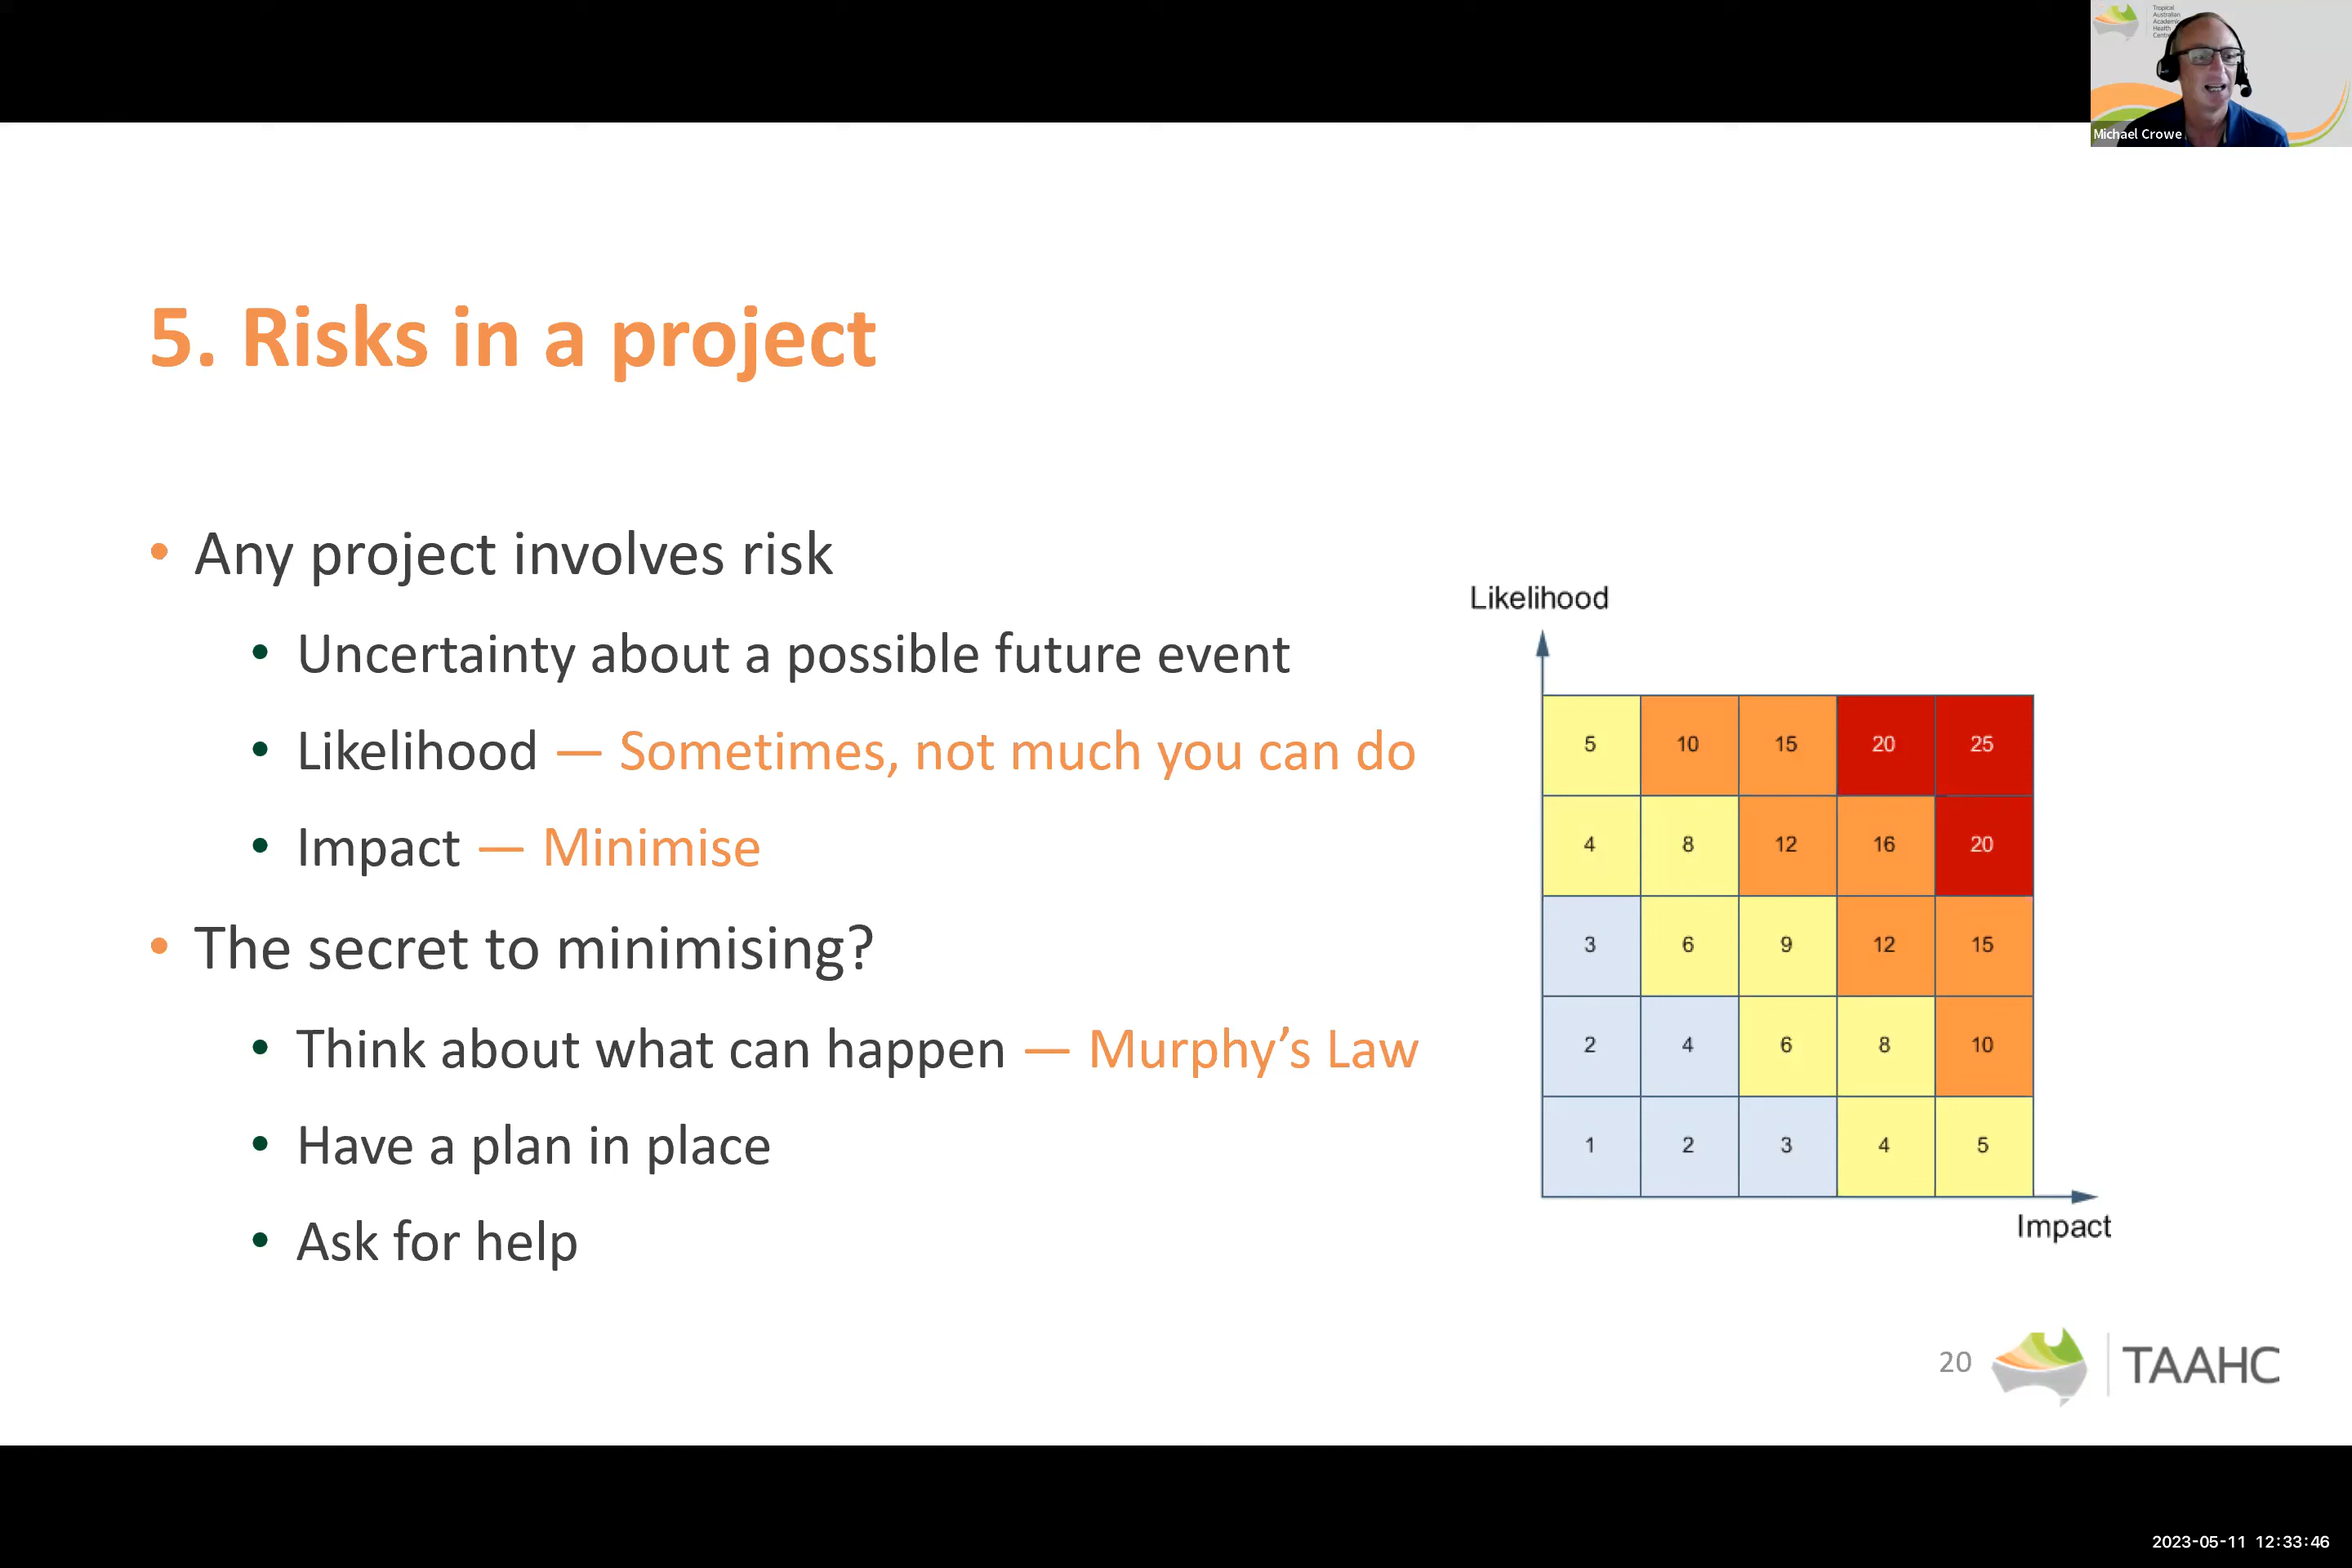 Tropical
Australian
Academic
Health
Michael Crowe
5. Risks in a project
• Any project involves risk
• Uncertainty about a possible future event
• Likelihood — Sometimes, not much you can do
• Impact — Minimise
• The secret to minimising?
• Think about what can happen — Murphy’s Law
• Have a plan in place
• Ask for help
Likelihood
5 10 15 20 25
4 8 12 16 20
3 6 9 12 15
2 4 6 8 10
1 2 3 4 5
Impact
20
TAAHC
2023-05-11 12:33:46